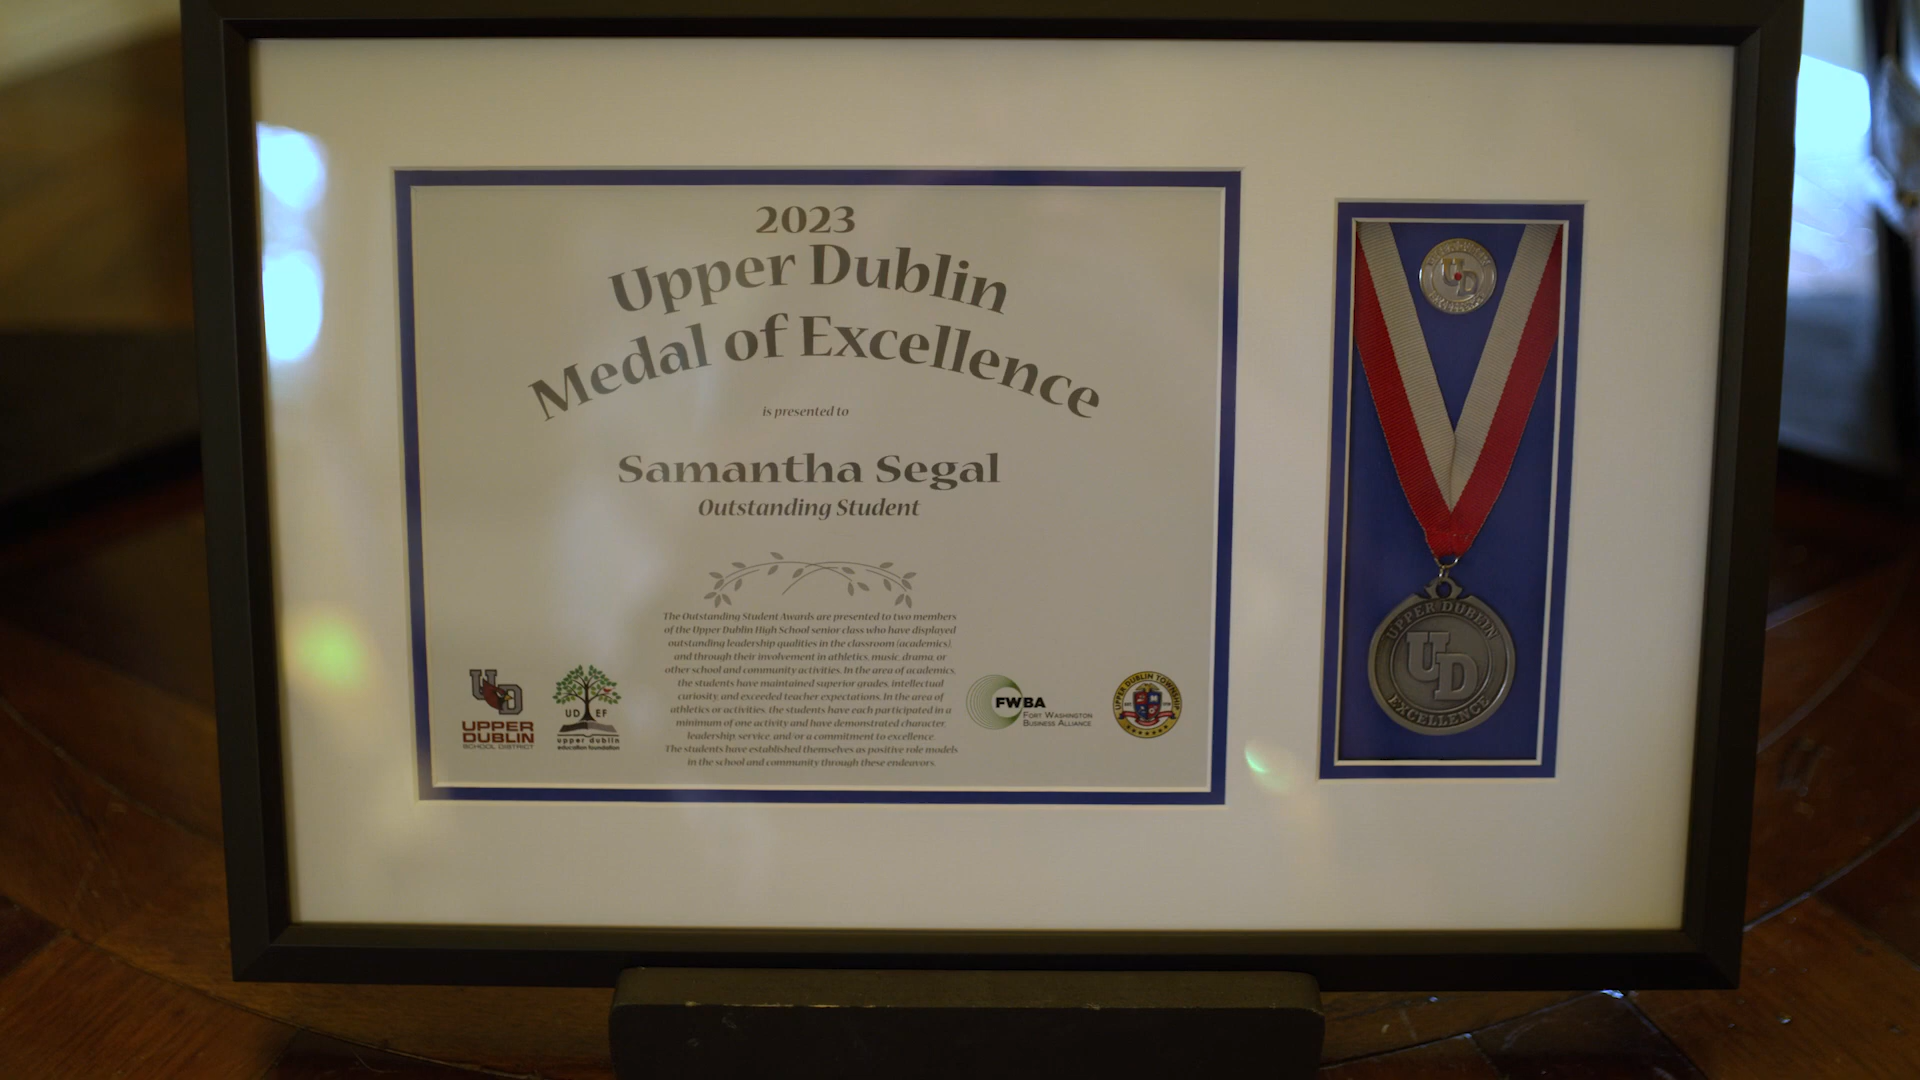 2023
Upper Dublin
Medal of Excellence
is presented to
Samantha Segal
Outstanding Student
The Outstanding Student Awards are presented to two members
of the Upper Dublin High School senior class who have displayed
outstanding leadership qualities in the classroom (academics),
and through their involvement in athletics, music, drama, or
other school and community activities. In the area of academics,
the students have maintained superior grades, intellectual
curiosity, and exceeded teacher expectations. In the area of
athletics or activities, the students have each participated in a
minimum of one activity and have demonstrated character,
leadership, service, and/or a commitment to excellence.
The students have established themselves as positive role models
in the school and community through these endeavors.
UD
UPPER
DUBLIN
SCHOOL DISTRICT
UD EF
upper dublin
education foundation
FWBA
FORT WASHINGTON
BUSINESS ALLIANCE
UPPER DUBLIN TOWNSHIP
UD
UPPER DUBLIN
UD
EXCELLENCE